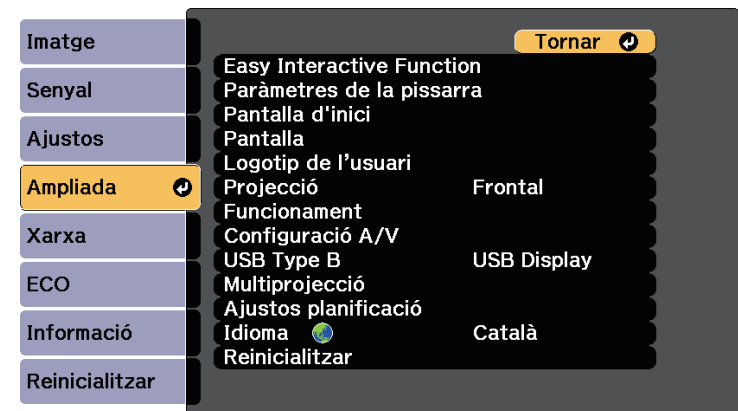 Imatge
Senyal
Ajustos
Ampliada
Xarxa
ECO
Informació
Reinicialitzar
Tornar
Easy Interactive Function
Paràmetres de la pissarra
Pantalla d'inici
Pantalla
Logotip de l’usuari
Projecció Frontal
Funcionament
Configuració A/V
USB Type B USB Display
Multiprojecció
Ajustos planificació
Idioma Català
Reinicialitzar